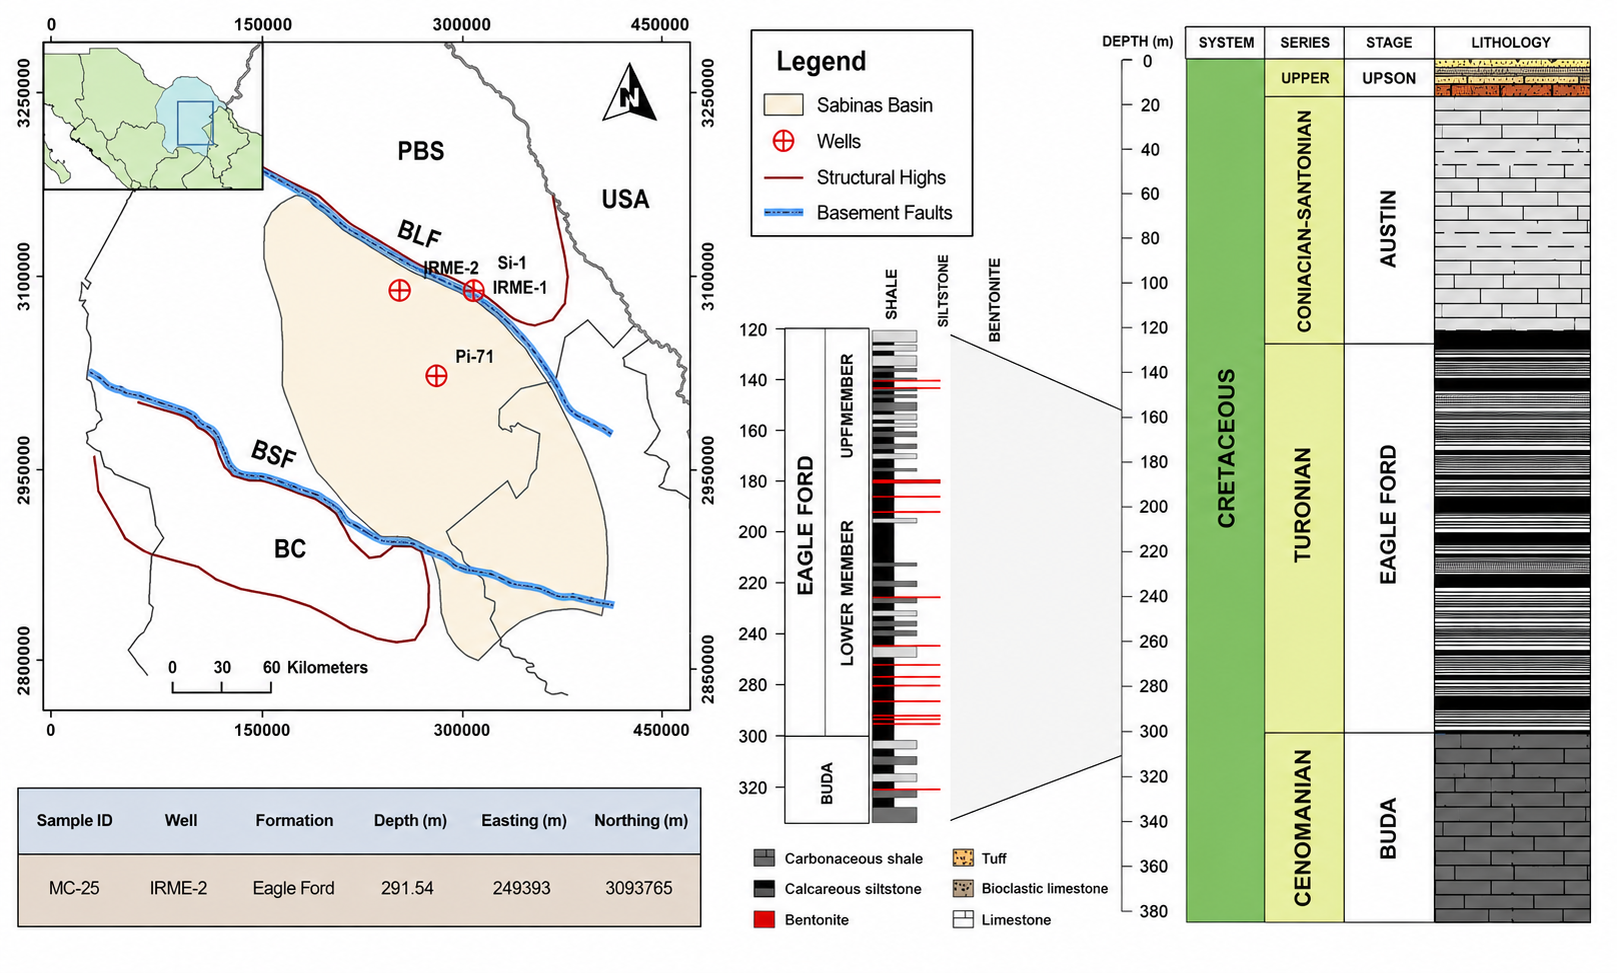 0 150000 300000 450000
3250000
3100000
2950000
2800000
PBS
USA
BLF
IRME-2
Si-1
IRME-1
Pi-71
BSF
BC
0 30 60 Kilometers
N
3250000
3100000
2950000
2850000
0 150000 300000 450000
Legend
Sabinas Basin
Wells
Structural Highs
Basement Faults
Sample ID Well Formation Depth (m) Easting (m) Northing (m)
MC-25 IRME-2 Eagle Ford 291.54 249393 3093765
SHALE
SILTSTONE
BENTONITE
120
140
160
180
200
220
240
260
280
300
320
EAGLE FORD
UPFMEMBER
LOWER MEMBER
BUDA
Carbonaceous shale
Calcareous siltstone
Bentonite
Tuff
Bioclastic limestone
Limestone
DEPTH (m) SYSTEM SERIES STAGE LITHOLOGY
0
20
40
60
80
100
120
140
160
180
200
220
240
260
280
300
320
340
360
380
CRETACEOUS
UPPER
UPSON
CONIACIAN-SANTONIAN
AUSTIN
TURONIAN
EAGLE FORD
CENOMANIAN
BUDA